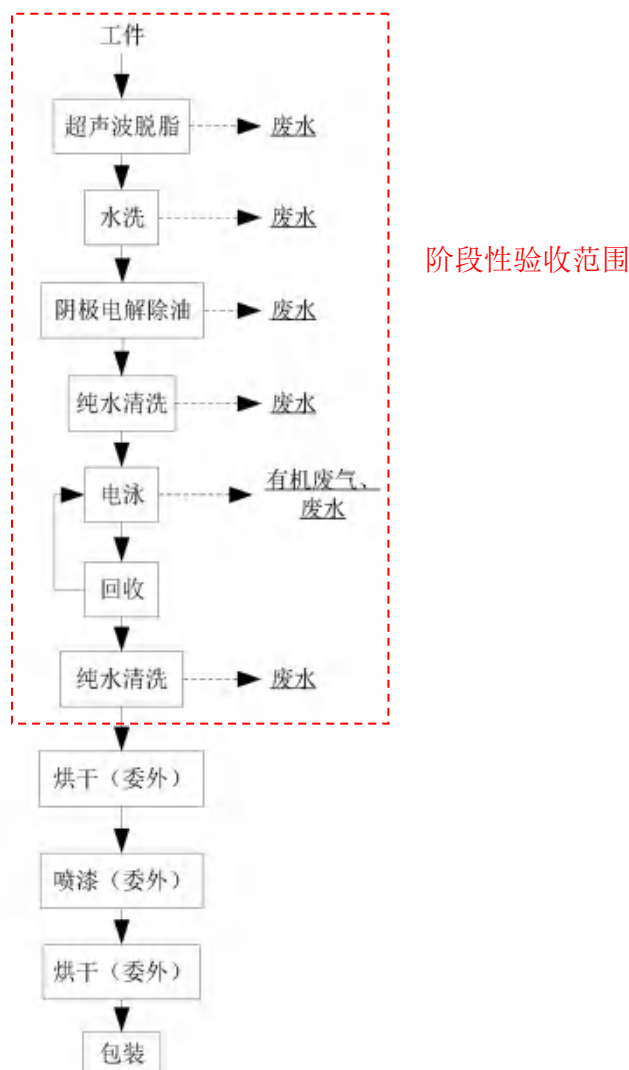 工件
超声波脱脂
废水
水洗
废水
阶段性验收范围
阴极电解除油
废水
纯水清洗
废水
电泳
有机废气、
废水
回收
纯水清洗
废水
烘干（委外）
喷漆（委外）
烘干（委外）
包装